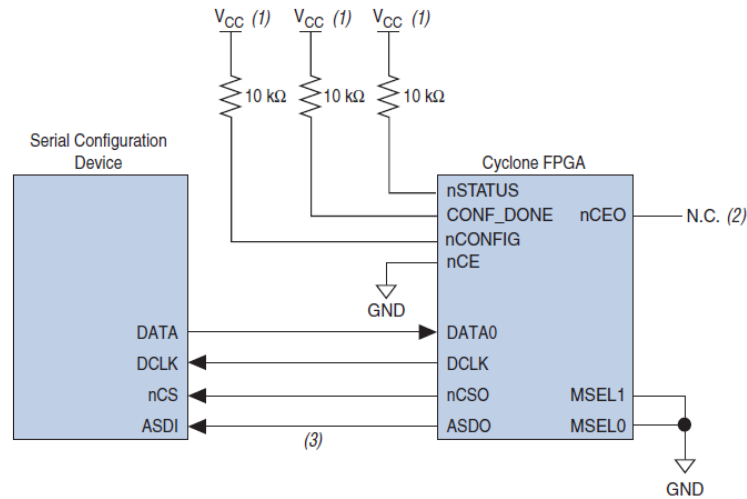 VCC (1) VCC (1) VCC (1)
10 kΩ 10 kΩ 10 kΩ
Serial Configuration
Device
Cyclone FPGA
nSTATUS
CONF_DONE nCEO N.C. (2)
nCONFIG
nCE
GND
DATA DATA0
DCLK DCLK
nCS nCSO MSEL1
ASDI (3) ASDO MSEL0
GND